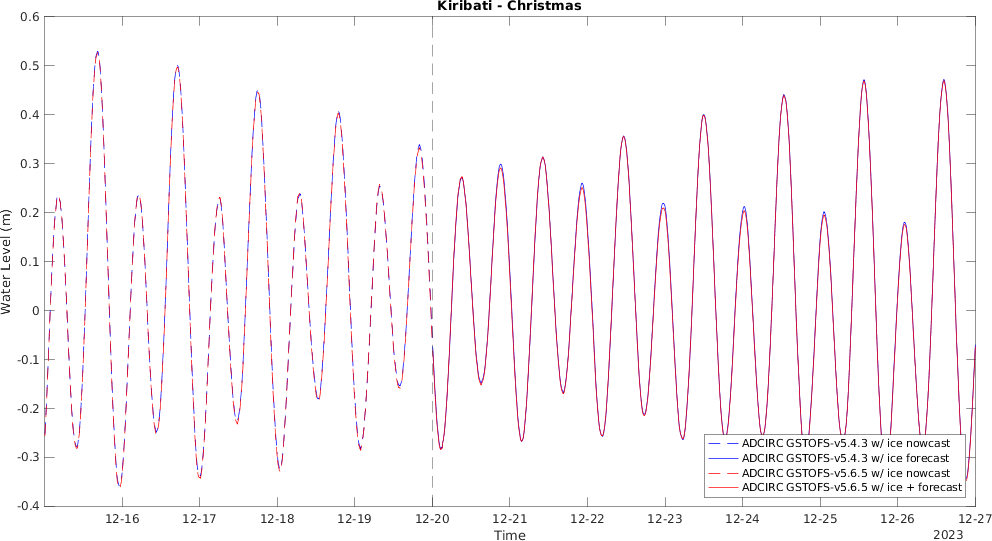 Kiribati - Christmas
0.6
0.5
0.4
0.3
0.2
0.1
0
-0.1
-0.2
-0.3
-0.4
Water Level (m)
ADCIRC GSTOFS-v5.4.3 w/ ice nowcast
ADCIRC GSTOFS-v5.4.3 w/ ice forecast
ADCIRC GSTOFS-v5.6.5 w/ ice nowcast
ADCIRC GSTOFS-v5.6.5 w/ ice + forecast
12-16 12-17 12-18 12-19 12-20 12-21 12-22 12-23 12-24 12-25 12-26 12-27
Time
2023